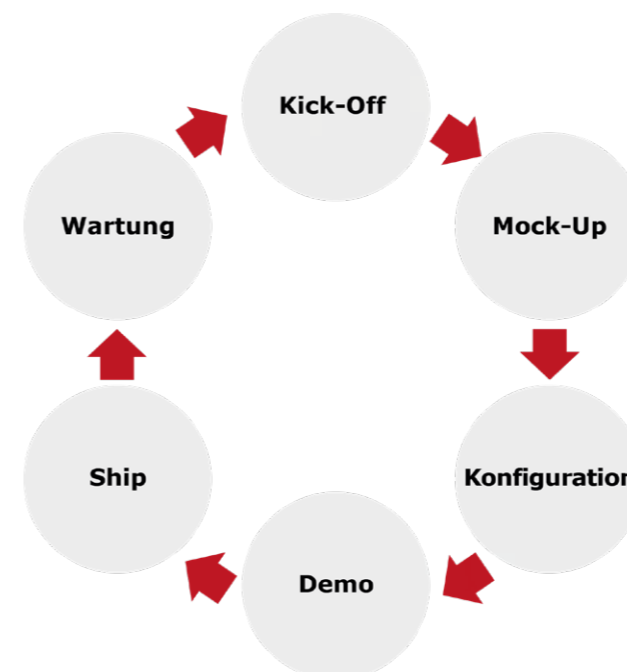 Kick-Off
Mock-Up
Konfiguration
Demo
Ship
Wartung